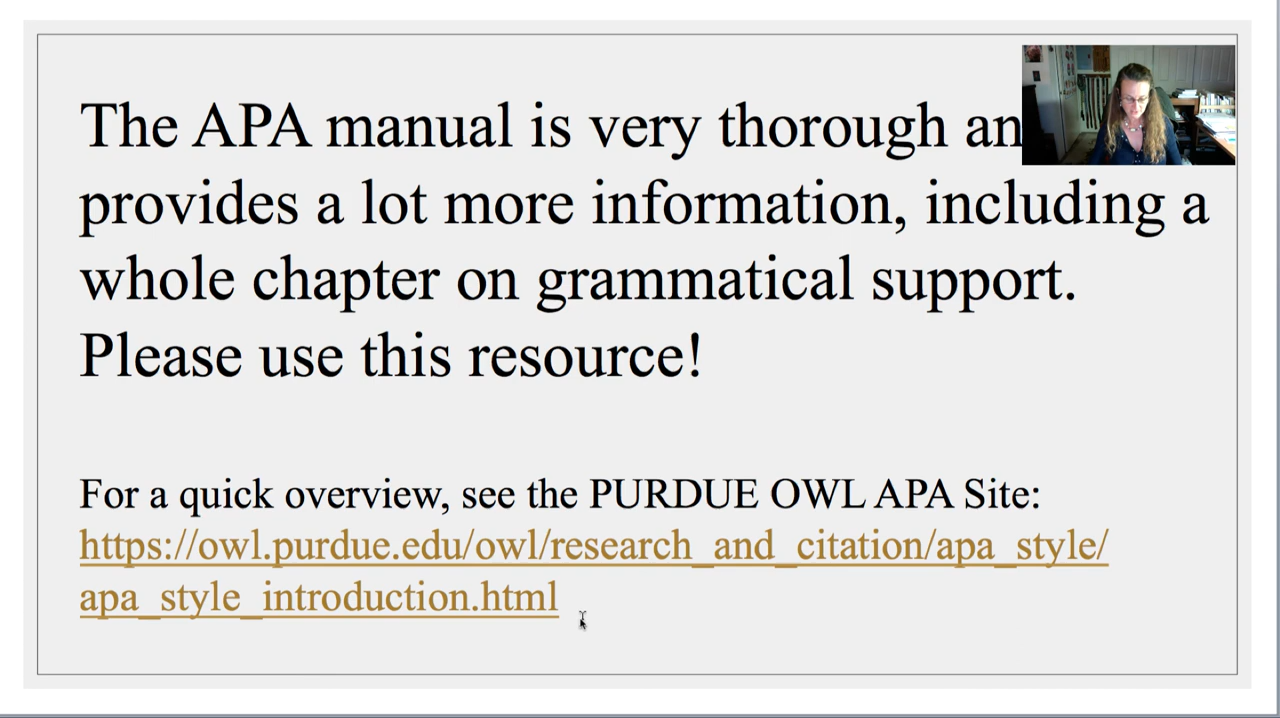 The APA manual is very thorough an
provides a lot more information, including a
whole chapter on grammatical support.
Please use this resource!
For a quick overview, see the PURDUE OWL APA Site:
https://owl.purdue.edu/owl/research_and_citation/apa_style/
apa_style_introduction.html